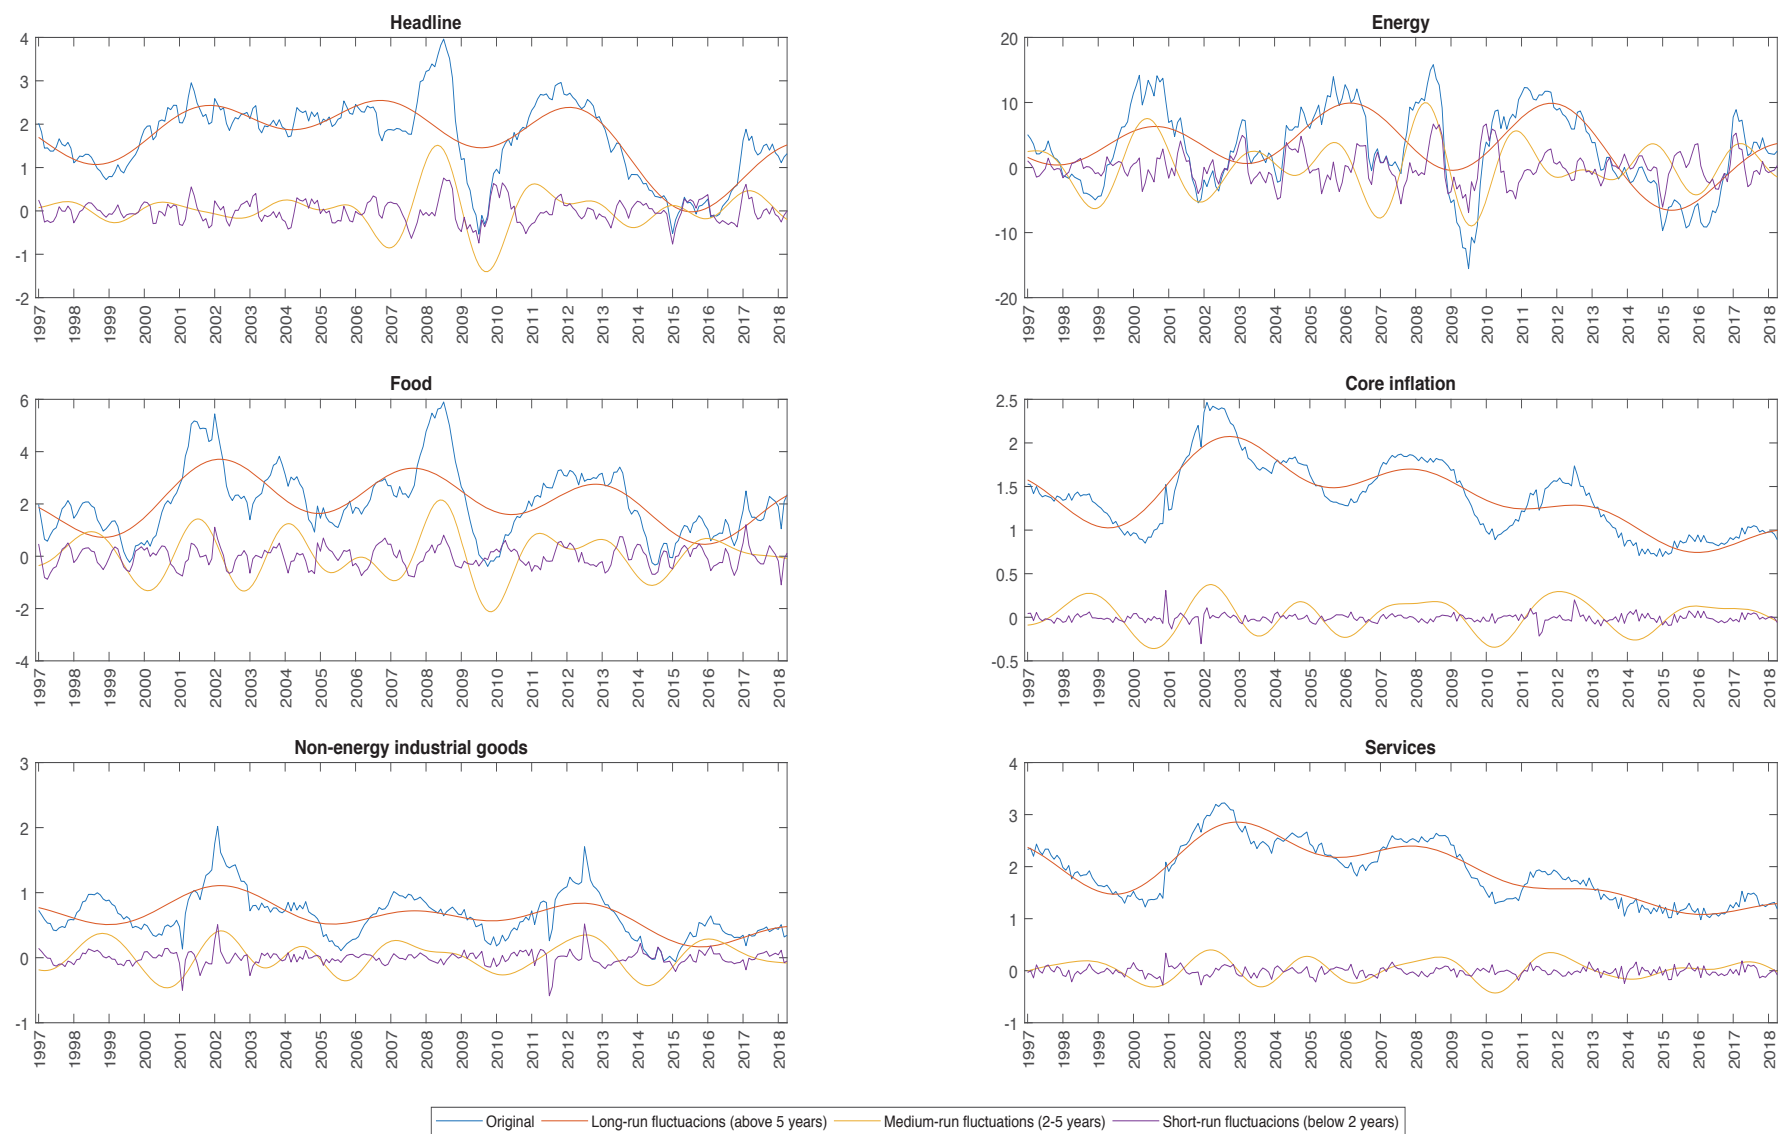 Headline
4
3
2
1
0
-1
-2
1997 1998 1999 2000 2001 2002 2003 2004 2005 2006 2007 2008 2009 2010 2011 2012 2013 2014 2015 2016 2017 2018
Energy
20
10
0
-10
-20
1997 1998 1999 2000 2001 2002 2003 2004 2005 2006 2007 2008 2009 2010 2011 2012 2013 2014 2015 2016 2017 2018
Food
6
4
2
0
-2
-4
1997 1998 1999 2000 2001 2002 2003 2004 2005 2006 2007 2008 2009 2010 2011 2012 2013 2014 2015 2016 2017 2018
Core inflation
2.5
2
1.5
1
0.5
0
-0.5
1997 1998 1999 2000 2001 2002 2003 2004 2005 2006 2007 2008 2009 2010 2011 2012 2013 2014 2015 2016 2017 2018
Non-energy industrial goods
3
2
1
0
-1
1997 1998 1999 2000 2001 2002 2003 2004 2005 2006 2007 2008 2009 2010 2011 2012 2013 2014 2015 2016 2017 2018
Services
4
3
2
1
0
-1
1997 1998 1999 2000 2001 2002 2003 2004 2005 2006 2007 2008 2009 2010 2011 2012 2013 2014 2015 2016 2017 2018
Original Long-run fluctuacions (above 5 years) Medium-run fluctuations (2-5 years) Short-run fluctuacions (below 2 years)